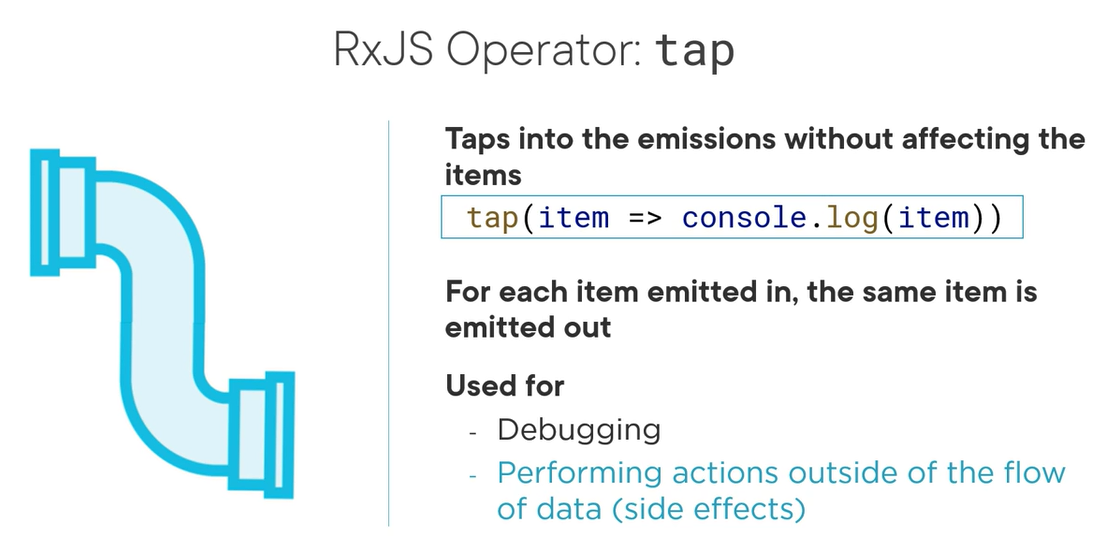 RxJS Operator: tap
Taps into the emissions without affecting the
items
tap(item => console.log(item))
For each item emitted in, the same item is
emitted out
Used for
- Debugging
- Performing actions outside of the flow
of data (side effects)